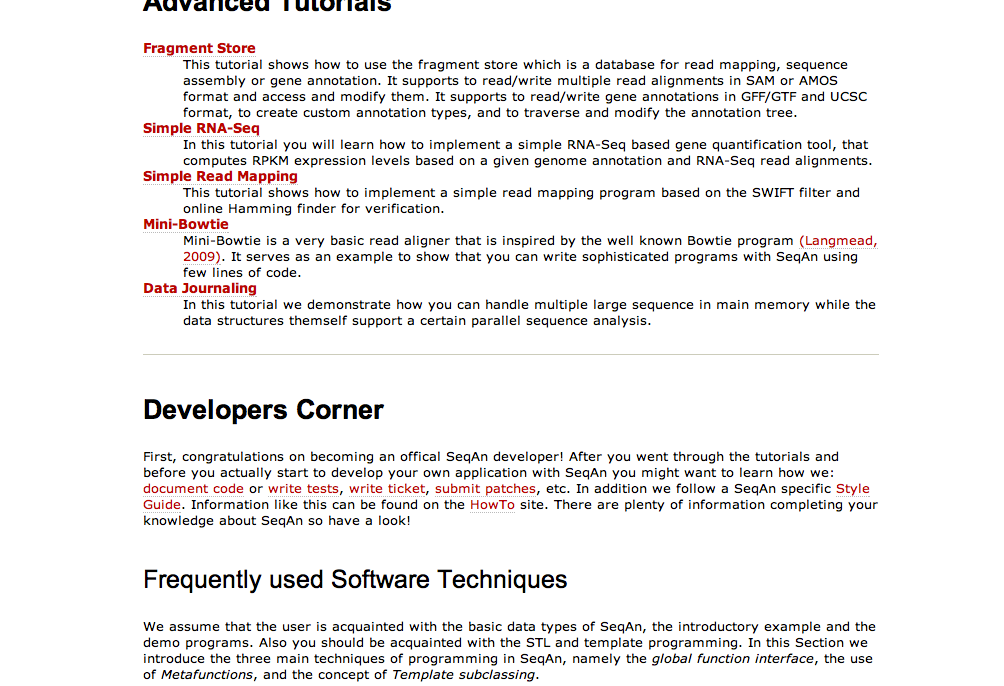 Advanced Tutorials
Fragment Store
This tutorial shows how to use the fragment store which is a database for read mapping, sequence
assembly or gene annotation. It supports to read/write multiple read alignments in SAM or AMOS
format and access and modify them. It supports to read/write gene annotations in GFF/GTF and UCSC
format, to create custom annotation types, and to traverse and modify the annotation tree.
Simple RNA-Seq
In this tutorial you will learn how to implement a simple RNA-Seq based gene quantification tool, that
computes RPKM expression levels based on a given genome annotation and RNA-Seq read alignments.
Simple Read Mapping
This tutorial shows how to implement a simple read mapping program based on the SWIFT filter and
online Hamming finder for verification.
Mini-Bowtie
Mini-Bowtie is a very basic read aligner that is inspired by the well known Bowtie program (Langmead,
2009). It serves as an example to show that you can write sophisticated programs with SeqAn using
few lines of code.
Data Journaling
In this tutorial we demonstrate how you can handle multiple large sequence in main memory while the
data structures themself support a certain parallel sequence analysis.
Developers Corner
First, congratulations on becoming an offical SeqAn developer! After you went through the tutorials and
before you actually start to develop your own application with SeqAn you might want to learn how we:
document code or write tests, write ticket, submit patches, etc. In addition we follow a SeqAn specific Style
Guide. Information like this can be found on the HowTo site. There are plenty of information completing your
knowledge about SeqAn so have a look!
Frequently used Software Techniques
We assume that the user is acquainted with the basic data types of SeqAn, the introductory example and the
demo programs. Also you should be acquainted with the STL and template programming. In this Section we
introduce the three main techniques of programming in SeqAn, namely the global function interface, the use
of Metafunctions, and the concept of Template subclassing.